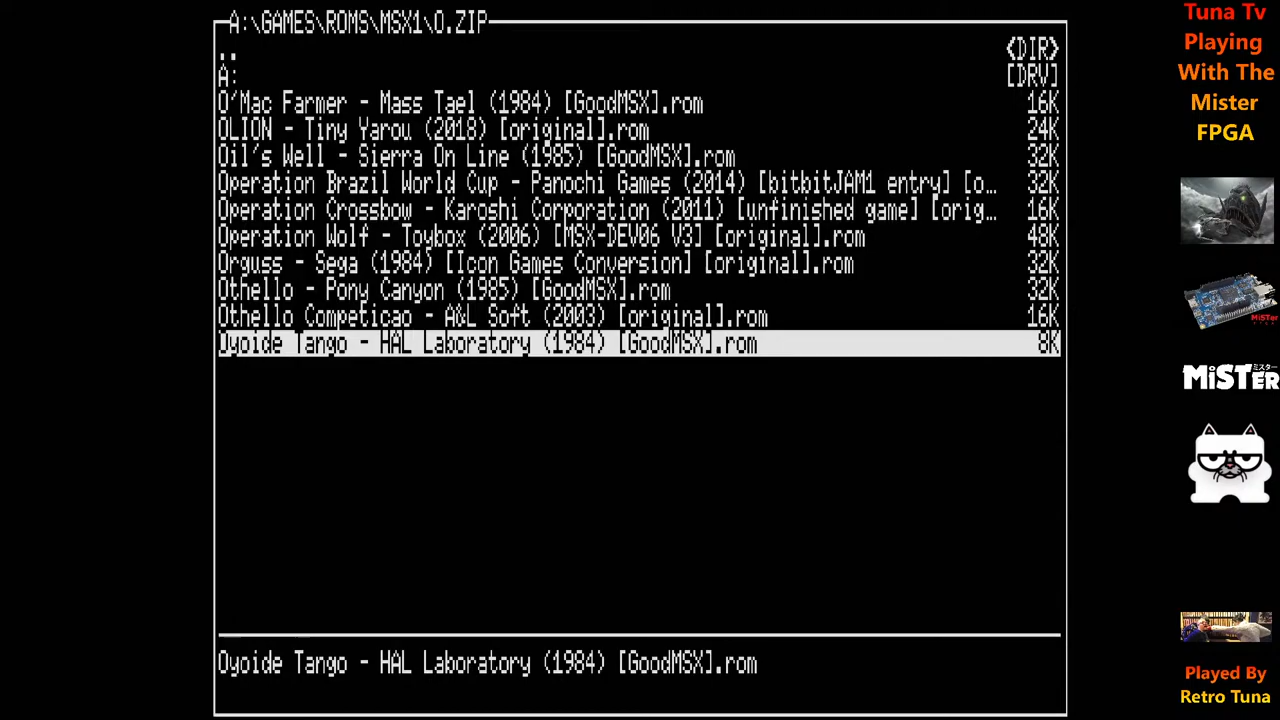 A:\GAMES\ROMS\MSX1\O.ZIP
.. <DIR>
A: [DRV]
O'Mac Farmer - Mass Tael (1984) [GoodMSX].rom 16K
OLION - Tiny Yarou (2018) [original].rom 24K
Oil's Well - Sierra On Line (1985) [GoodMSX].rom 32K
Operation Brazil World Cup - Panochi Games (2014) [bitbitJAM1 entry] [o... 32K
Operation Crossbow - Karoshi Corporation (2011) [unfinished game] [orig... 16K
Operation Wolf - Toybox (2006) [MSX-DEV06 V3] [original].rom 48K
Orguss - Sega (1984) [Icon Games Conversion] [original].rom 32K
Othello - Pony Canyon (1985) [GoodMSX].rom 32K
Othello Competicao - A&L Soft (2003) [original].rom 16K
Oyoide Tango - HAL Laboratory (1984) [GoodMSX].rom 8K
Oyoide Tango - HAL Laboratory (1984) [GoodMSX].rom
Tuna Tv
Playing
With The
Mister
FPGA
MiSTer
MiSTer ミスター
Played By
Retro Tuna